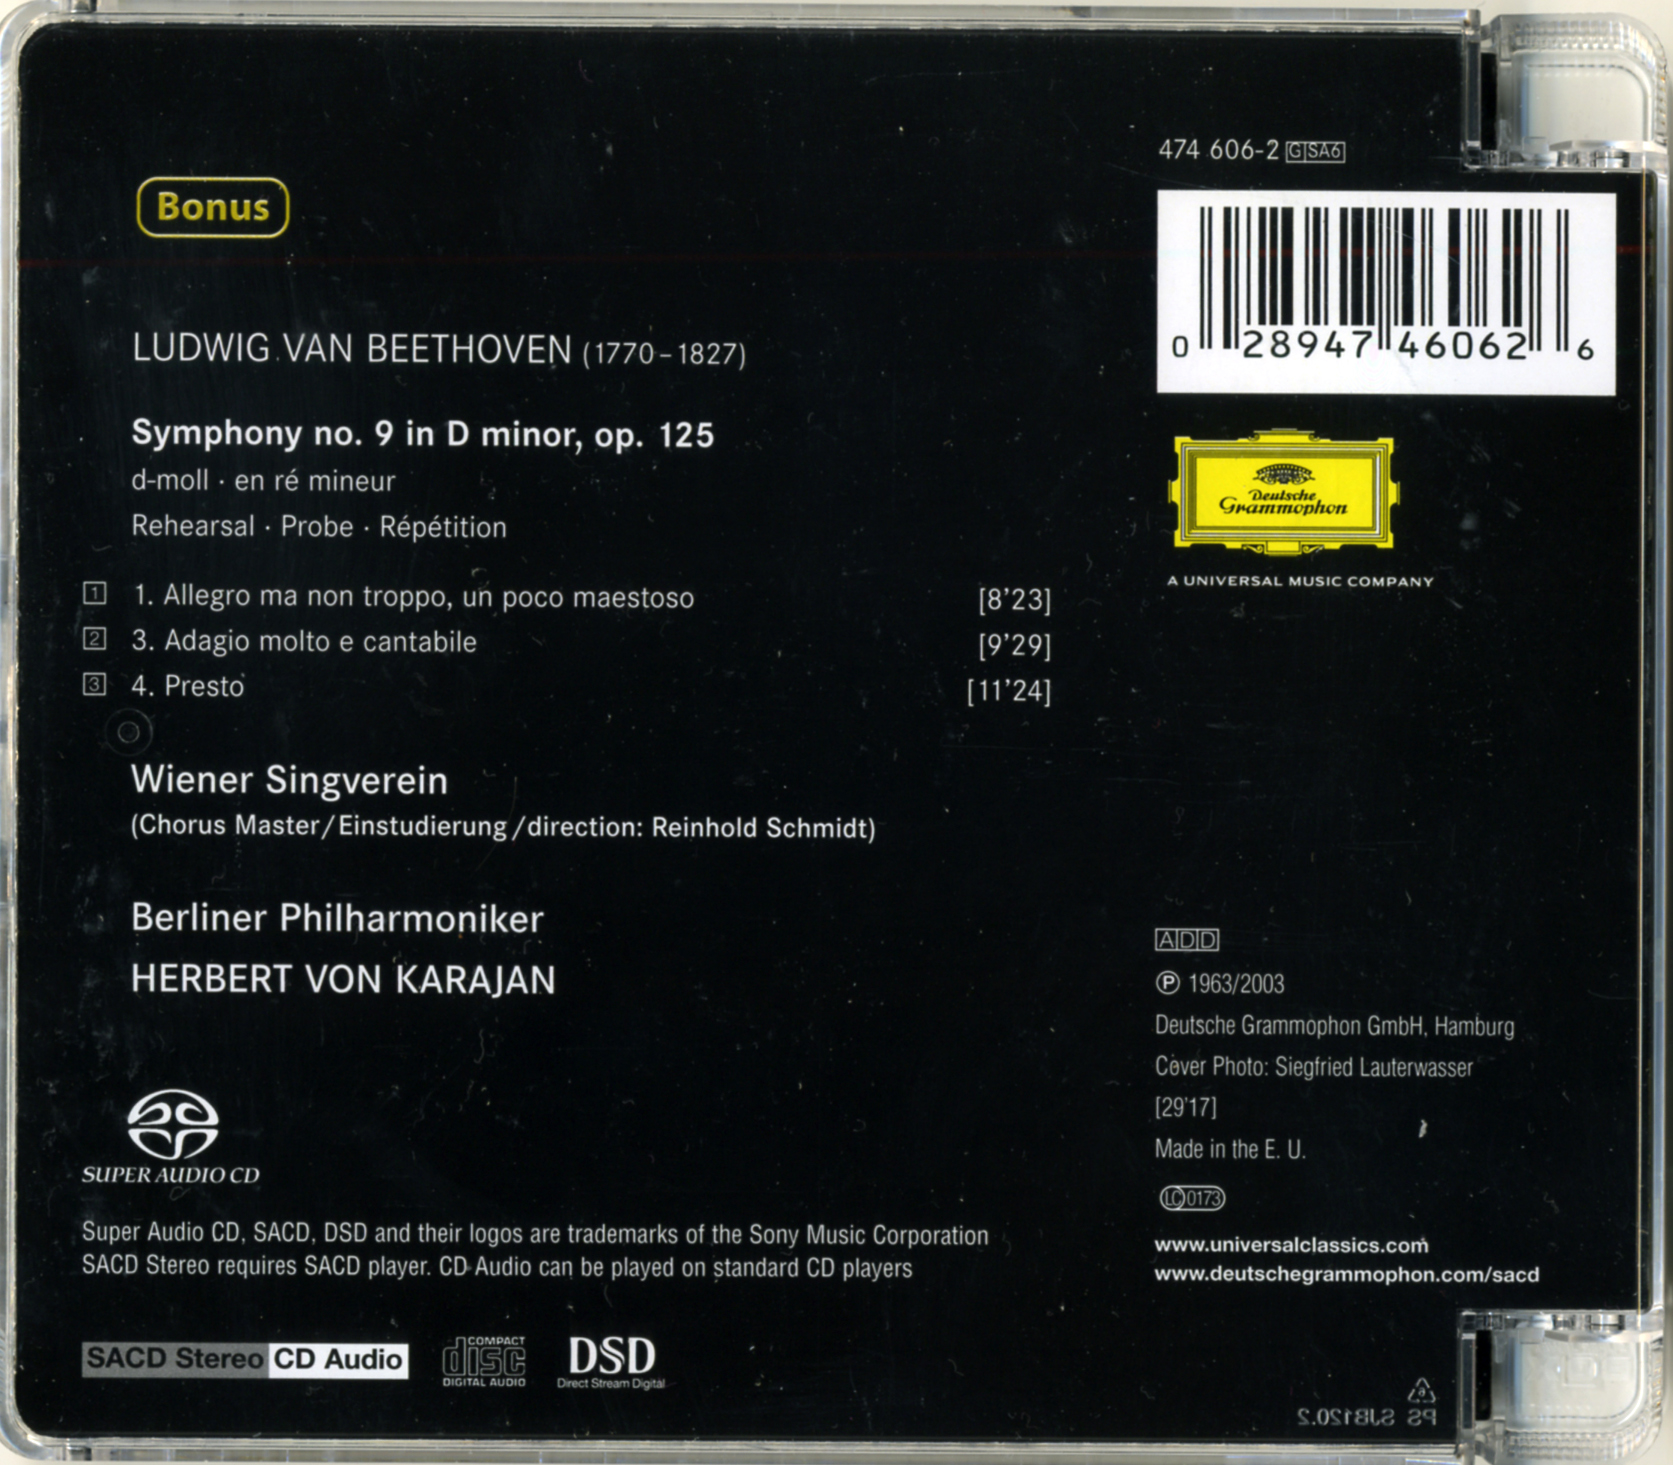 Bonus
474 606-2 G SA6
0 28947 46062 6
LUDWIG VAN BEETHOVEN (1770–1827)
Symphony no. 9 in D minor, op. 125
d-moll · en ré mineur
Rehearsal · Probe · Répétition
1 1. Allegro ma non troppo, un poco maestoso [8'23]
2 3. Adagio molto e cantabile [9'29]
3 4. Presto [11'24]
Deutsche
Grammophon
A UNIVERSAL MUSIC COMPANY
Wiener Singverein
(Chorus Master/Einstudierung/direction: Reinhold Schmidt)
Berliner Philharmoniker
HERBERT VON KARAJAN
ADD
Ⓟ 1963/2003
Deutsche Grammophon GmbH, Hamburg
Cover Photo: Siegfried Lauterwasser
[29'17]
Made in the E. U.
LC 0173
www.universalclassics.com
www.deutschegrammophon.com/sacd
SUPER AUDIO CD
Super Audio CD, SACD, DSD and their logos are trademarks of the Sony Music Corporation
SACD Stereo requires SACD player. CD Audio can be played on standard CD players
SACD Stereo CD Audio
COMPACT
disc
DIGITAL AUDIO
DSD
Direct Stream Digital
PS SJB120.2